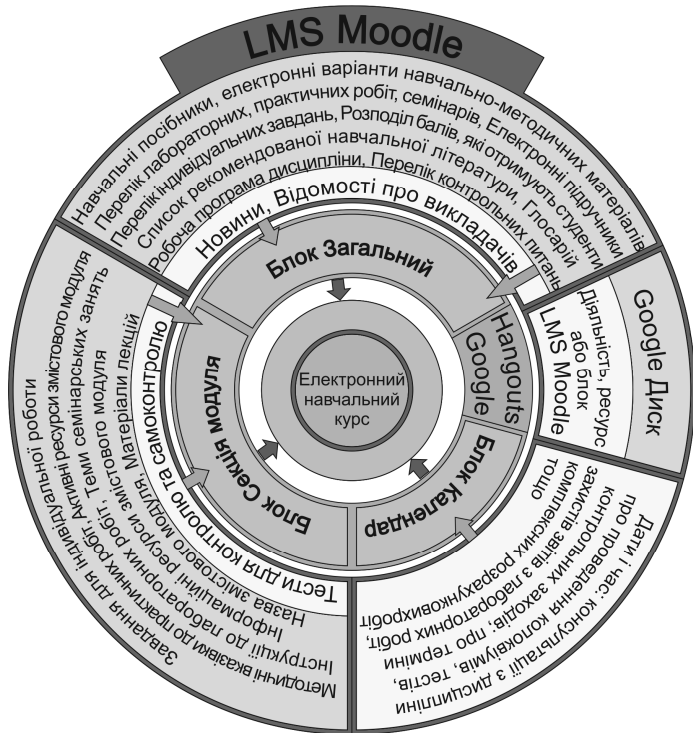 LMS Moodle
Навчальні посібники, електронні варіанти навчально-методичних матеріалів
Перелік лабораторних, практичних робіт, семінарів, Електронні підручники
Перелік індивідуальних завдань, Розподіл балів, які отримують студенти
Список рекомендованої навчальної літератури, Глосарій
Робоча програма дисципліни, Перелік контрольних питань
Новини, Відомості про викладачів
Блок Загальний
Google Диск
Діяльність, ресурс
або блок
LMS Moodle
Hangouts
Google
Електронний
навчальний
курс
Блок Календар
Дати і час: консультації з дисципліни
про проведення колоквіумів, тестів,
контрольних заходів: про терміни
захистів звітів з лабораторних робіт,
комплексних розрахунковихробіт
тощо
Блок Секція модуля
Тести для контролю та самоконтролю
Назва змістового модуля Матеріали лекцій
Інформаційні ресурси змістового модуля
Інструкції до лабораторних робіт, Теми семінарських занять
Методичні вказівки до практичних робіт, Активні ресурси змістового модуля
Завдання для індивідуальної роботи